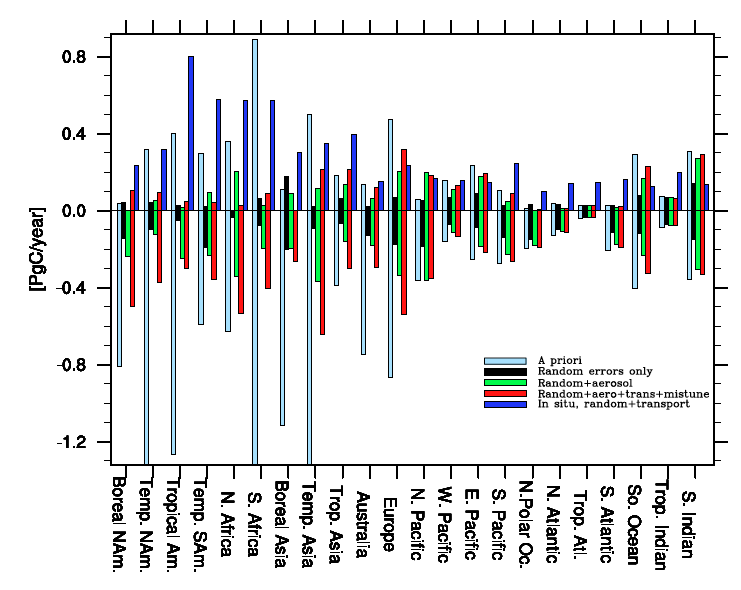 0.8
0.4
0.0
-0.4
-0.8
-1.2
[PgC/year]
A priori
Random errors only
Random+aerosol
Random+aero+trans+mistune
In situ, random+transport
Boreal NAm.
Temp. NAm.
Tropical Am.
Temp. SAm.
N. Africa
S. Africa
Boreal Asia
Temp. Asia
Trop. Asia
Australia
Europe
N. Pacific
W. Pacific
E. Pacific
S. Pacific
N.Polar Oc.
N. Atlantic
Trop. Atl.
S. Atlantic
So. Ocean
Trop. Indian
S. Indian